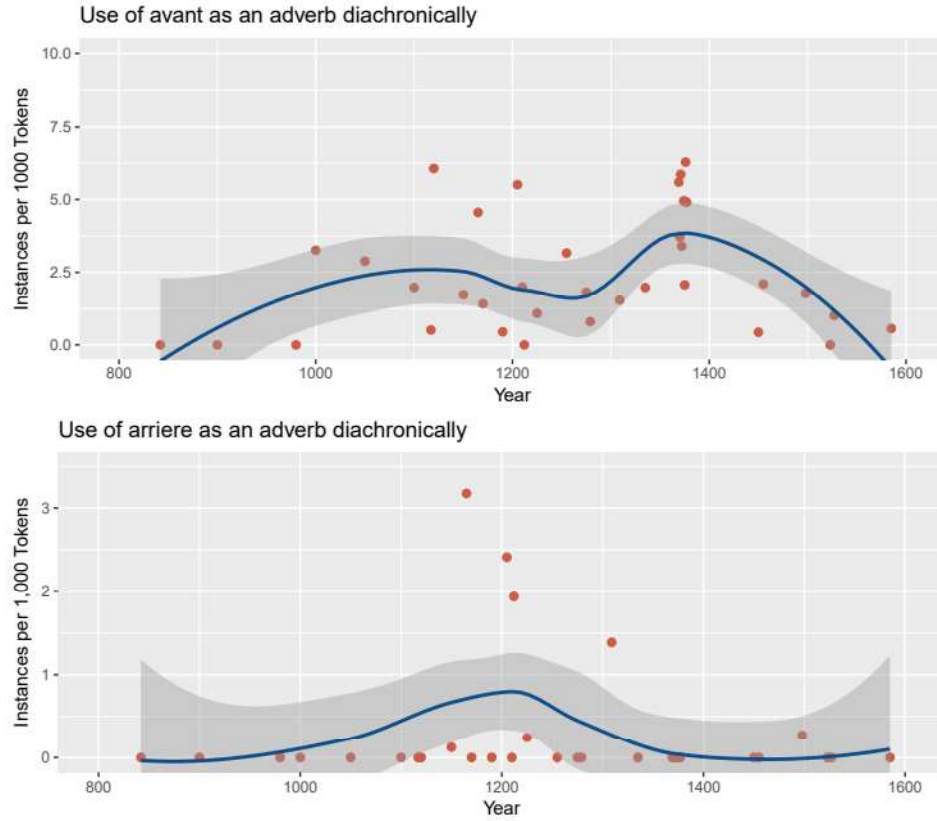 Use of avant as an adverb diachronically
10.0
7.5
5.0
2.5
0.0
Instances per 1000 Tokens
800 1000 1200 1400 1600
Year
Use of arriere as an adverb diachronically
3
2
1
0
Instances per 1,000 Tokens
800 1000 1200 1400 1600
Year